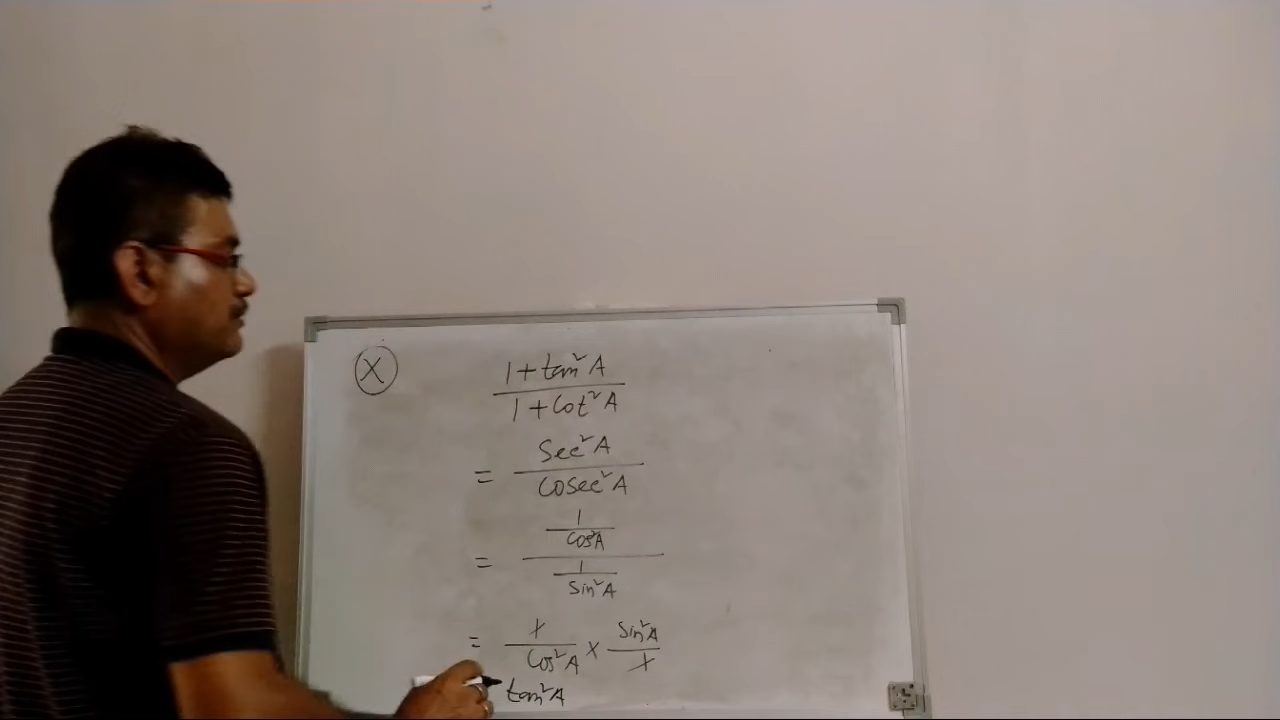 (X)
1 + tan²A
1 + Cot²A
= Sec²A
Cosec²A
1
Cos²A
=
1
Sin²A
= 1/Cos²A × Sin²A/1
tan²A